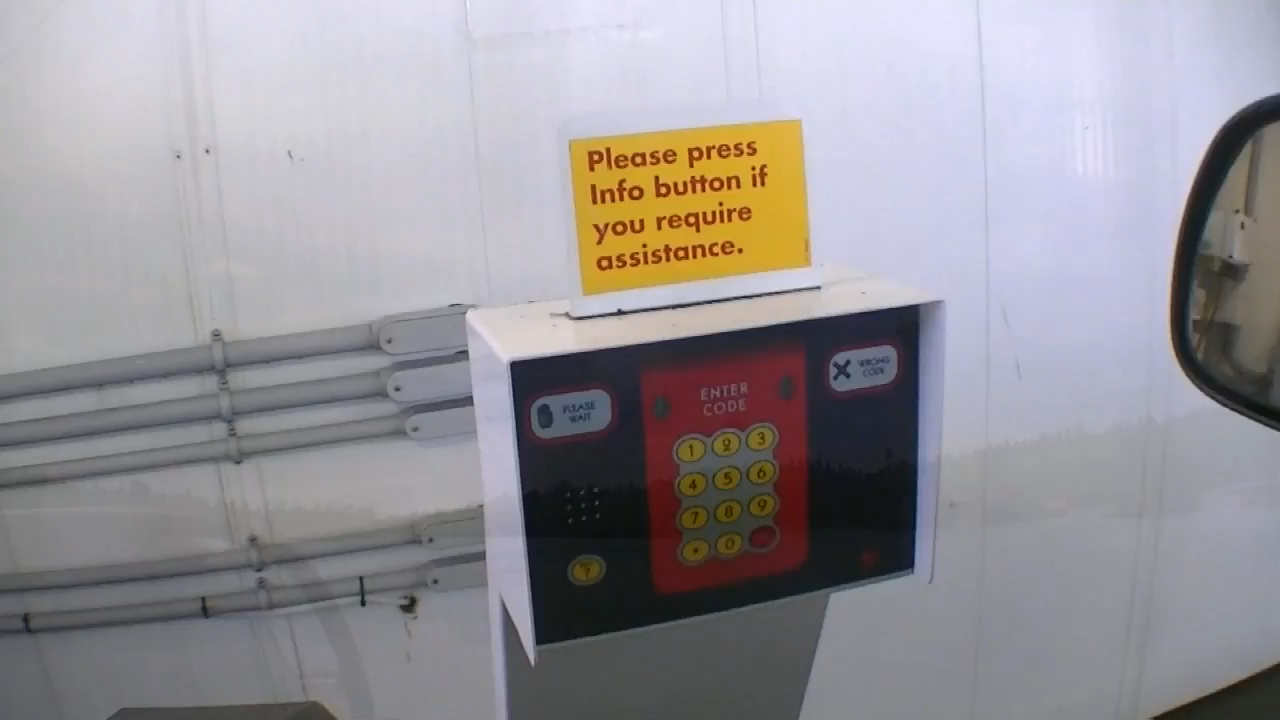 Please press
Info button if
you require
assistance.
PLEASE
WAIT
ENTER
CODE
WRONG
CODE
1 2 3
4 5 6
7 8 9
* 0
?